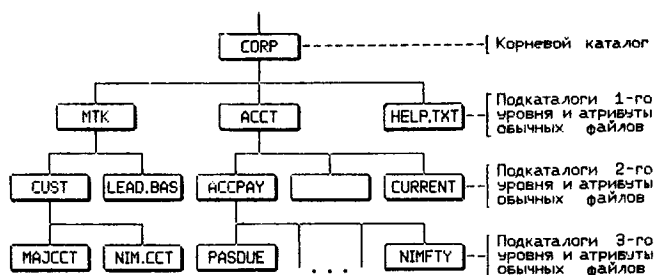 CORP
Корневой каталог
MTK
ACCT
HELP.TXT
Подкаталоги 1-го
уровня и атрибуты
обычных файлов
CUST
LEAD.BAS
ACCPAY
CURRENT
Подкаталоги 2-го
уровня и атрибуты
обычных файлов
MAJCCT
NIM.CCT
PASDUE
...
NIMFTY
Подкаталоги 3-го
уровня и атрибуты
обычных файлов